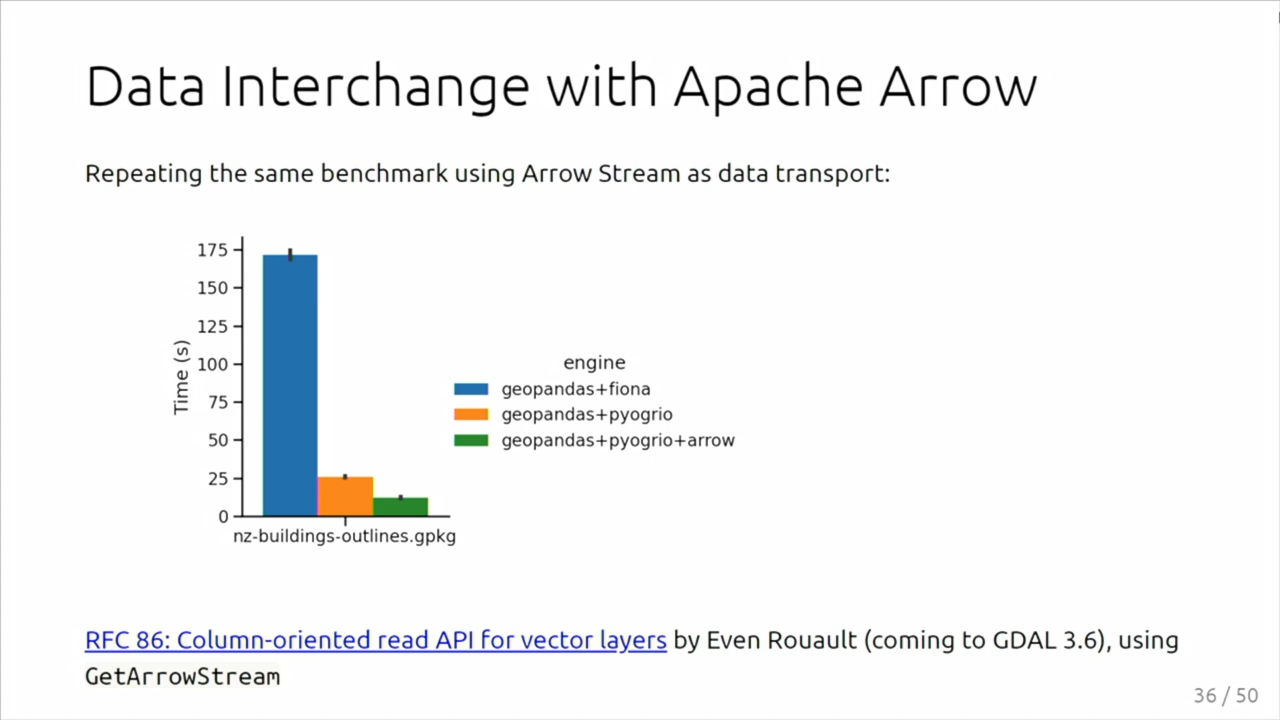 Data Interchange with Apache Arrow
Repeating the same benchmark using Arrow Stream as data transport:
175
150
125
100
75
50
25
0
Time (s)
nz-buildings-outlines.gpkg
engine
geopandas+fiona
geopandas+pyogrio
geopandas+pyogrio+arrow
RFC 86: Column-oriented read API for vector layers by Even Rouault (coming to GDAL 3.6), using
GetArrowStream
36 / 50